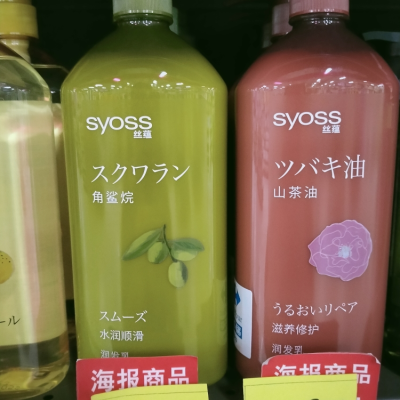 syoss
丝蕴
スクワラン
角鲨烷
スムーズ
水润顺滑
润发乳
海报商品
syoss
丝蕴
ツバキ油
山茶油
うるおいリペア
滋养修护
润发乳
海报商品
ール